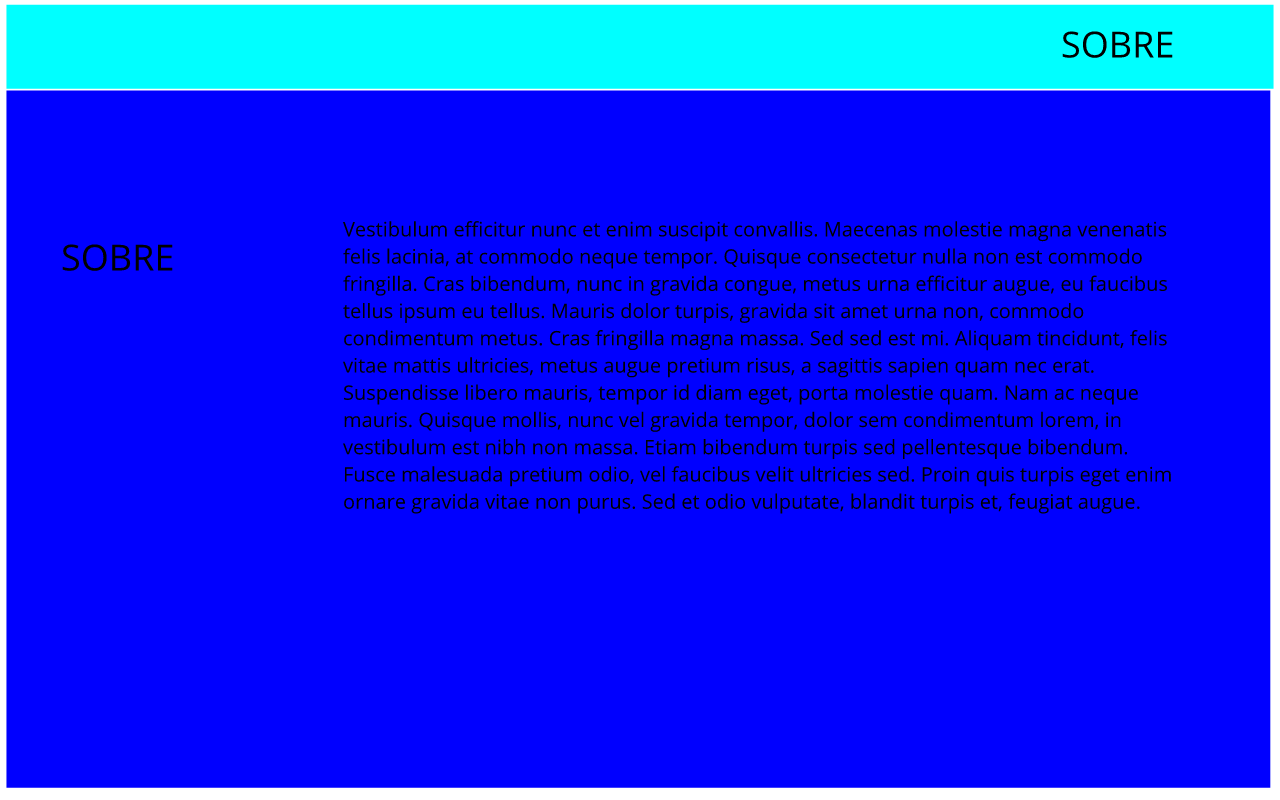 SOBRE
SOBRE
Vestibulum efficitur nunc et enim suscipit convallis. Maecenas molestie magna venenatis
felis lacinia, at commodo neque tempor. Quisque consectetur nulla non est commodo
fringilla. Cras bibendum, nunc in gravida congue, metus urna efficitur augue, eu faucibus
tellus ipsum eu tellus. Mauris dolor turpis, gravida sit amet urna non, commodo
condimentum metus. Cras fringilla magna massa. Sed sed est mi. Aliquam tincidunt, felis
vitae mattis ultricies, metus augue pretium risus, a sagittis sapien quam nec erat.
Suspendisse libero mauris, tempor id diam eget, porta molestie quam. Nam ac neque
mauris. Quisque mollis, nunc vel gravida tempor, dolor sem condimentum lorem, in
vestibulum est nibh non massa. Etiam bibendum turpis sed pellentesque bibendum.
Fusce malesuada pretium odio, vel faucibus velit ultricies sed. Proin quis turpis eget enim
ornare gravida vitae non purus. Sed et odio vulputate, blandit turpis et, feugiat augue.